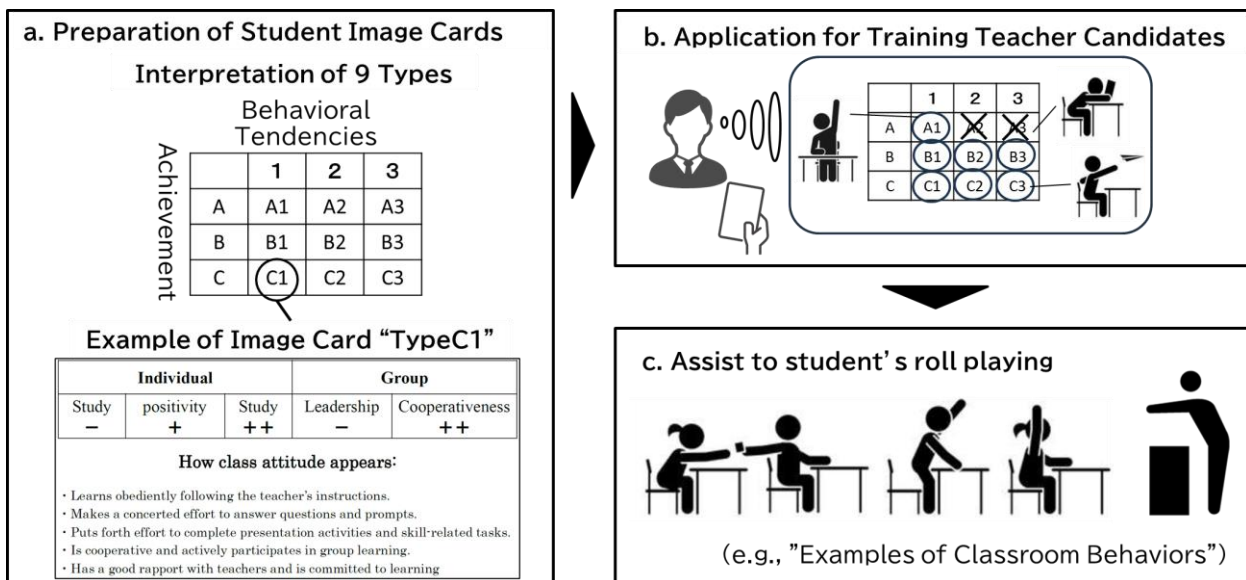 a. Preparation of Student Image Cards
Interpretation of 9 Types
Behavioral
Tendencies
Achievement
1 2 3
A A1 A2 A3
B B1 B2 B3
C C1 C2 C3
Example of Image Card “TypeC1”
Individual Group
Study positivity Study Leadership Cooperativeness
− + ++ − ++
How class attitude appears:
・Learns obediently following the teacher's instructions.
・Makes a concerted effort to answer questions and prompts.
・Puts forth effort to complete presentation activities and skill-related tasks.
・Is cooperative and actively participates in group learning.
・Has a good rapport with teachers and is committed to learning
b. Application for Training Teacher Candidates
1 2 3
A A1 A2 A3
B B1 B2 B3
C C1 C2 C3
c. Assist to student's roll playing
(e.g., "Examples of Classroom Behaviors")